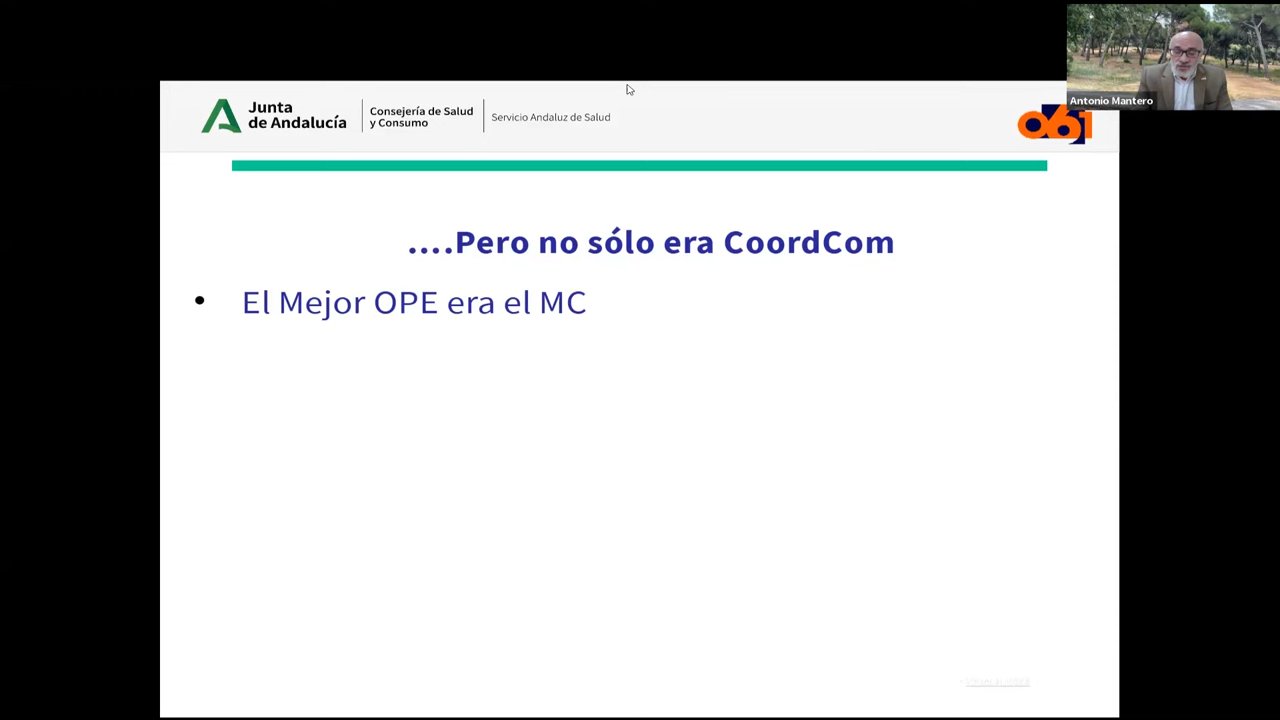 Junta
de Andalucía
Consejería de Salud
y Consumo
Servicio Andaluz de Salud
061
Antonio Mantero
....Pero no sólo era CoordCom
• El Mejor OPE era el MC